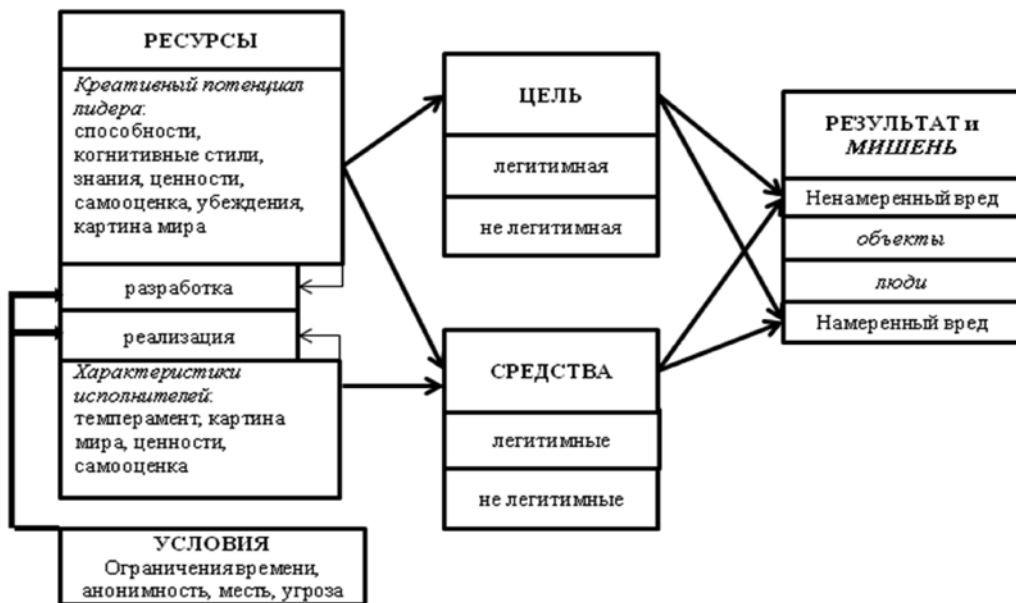 РЕСУРСЫ
Креативный потенциал
лидера:
способности,
когнитивные стили,
знания, ценности,
самооценка, убеждения,
картина мира
разработка
реализация
Характеристики
исполнителей:
темперамент, картина
мира, ценности,
самооценка
УСЛОВИЯ
Ограничения времени,
анонимность, месть, угроза
ЦЕЛЬ
легитимная
не легитимная
СРЕДСТВА
легитимные
не легитимные
РЕЗУЛЬТАТ и
МИШЕНЬ
Ненамеренный вред
объекты
люди
Намеренный вред